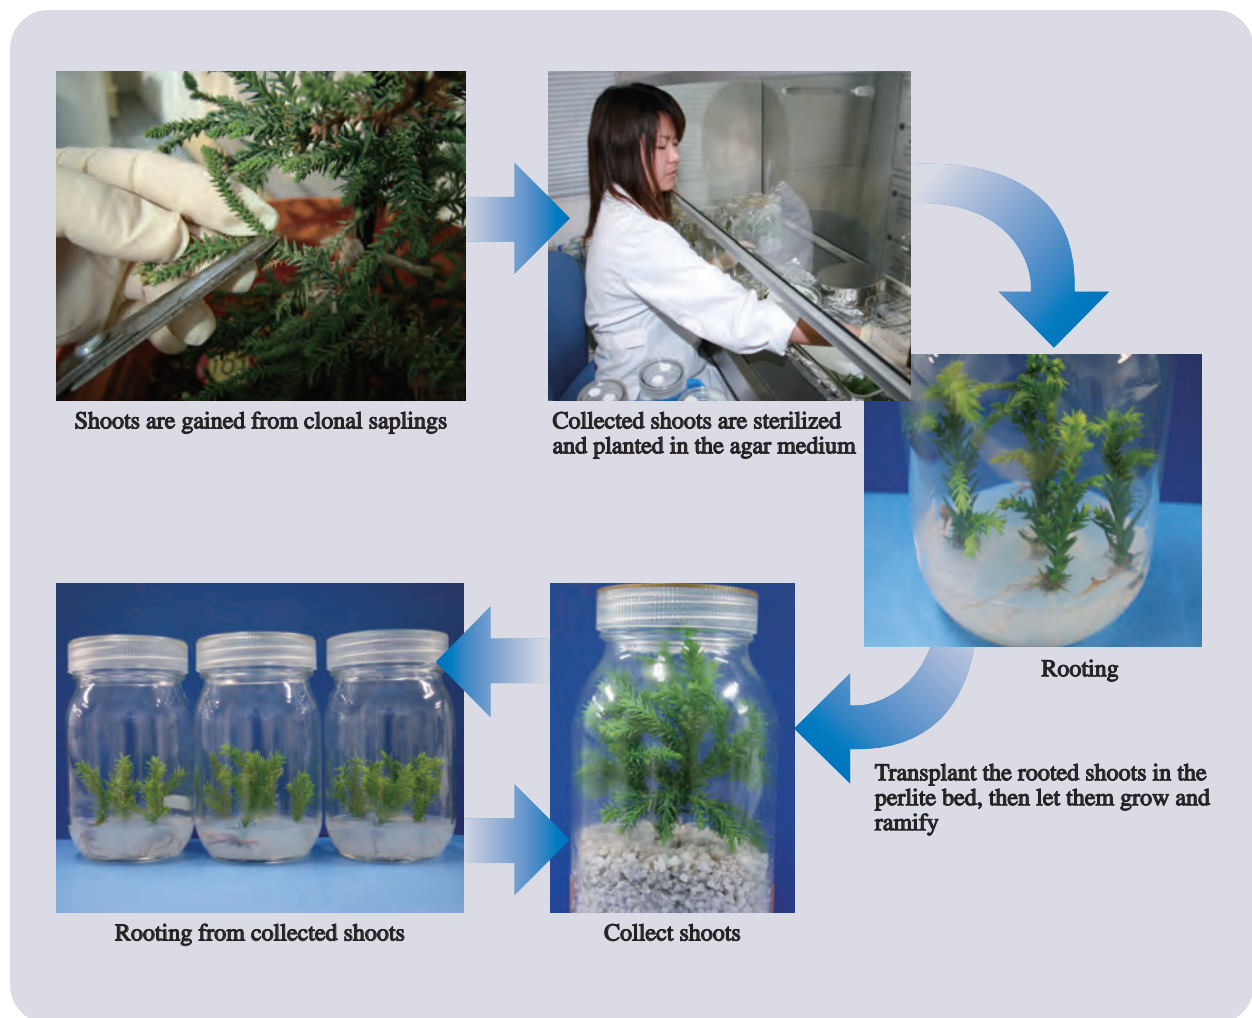 Shoots are gained from clonal saplings
Collected shoots are sterilized
and planted in the agar medium
Rooting
Transplant the rooted shoots in the
perlite bed, then let them grow and
ramify
Collect shoots
Rooting from collected shoots